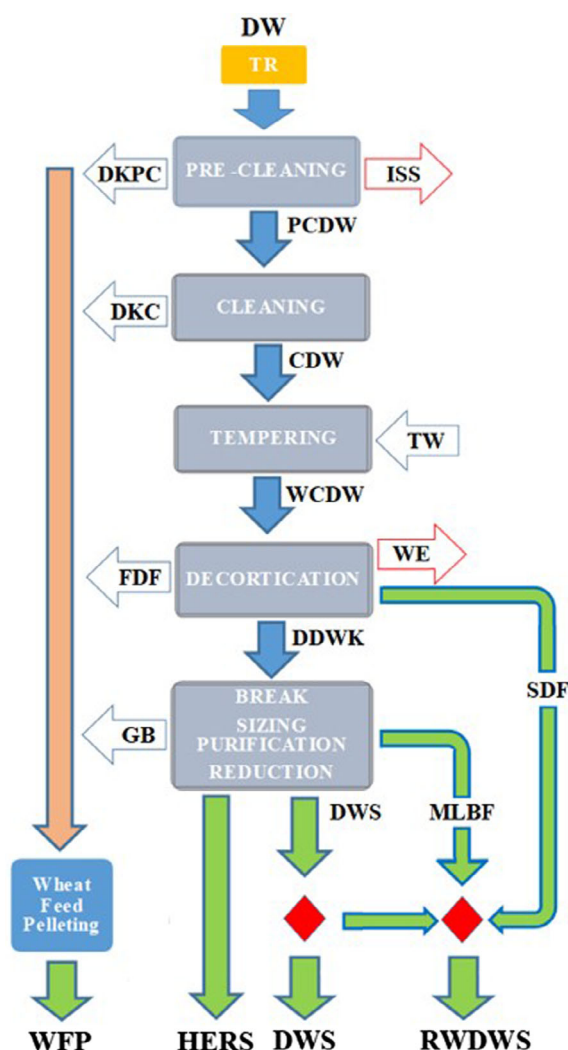 DW
TR
DKPC
PRE -CLEANING
ISS
PCDW
DKC
CLEANING
CDW
TEMPERING
TW
WCDW
FDF
DECORTICATION
WE
DDWK
SDF
GB
BREAK
SIZING
PURIFICATION
REDUCTION
DWS
MLBF
Wheat
Feed
Pelleting
WFP
HERS
DWS
RWDWS